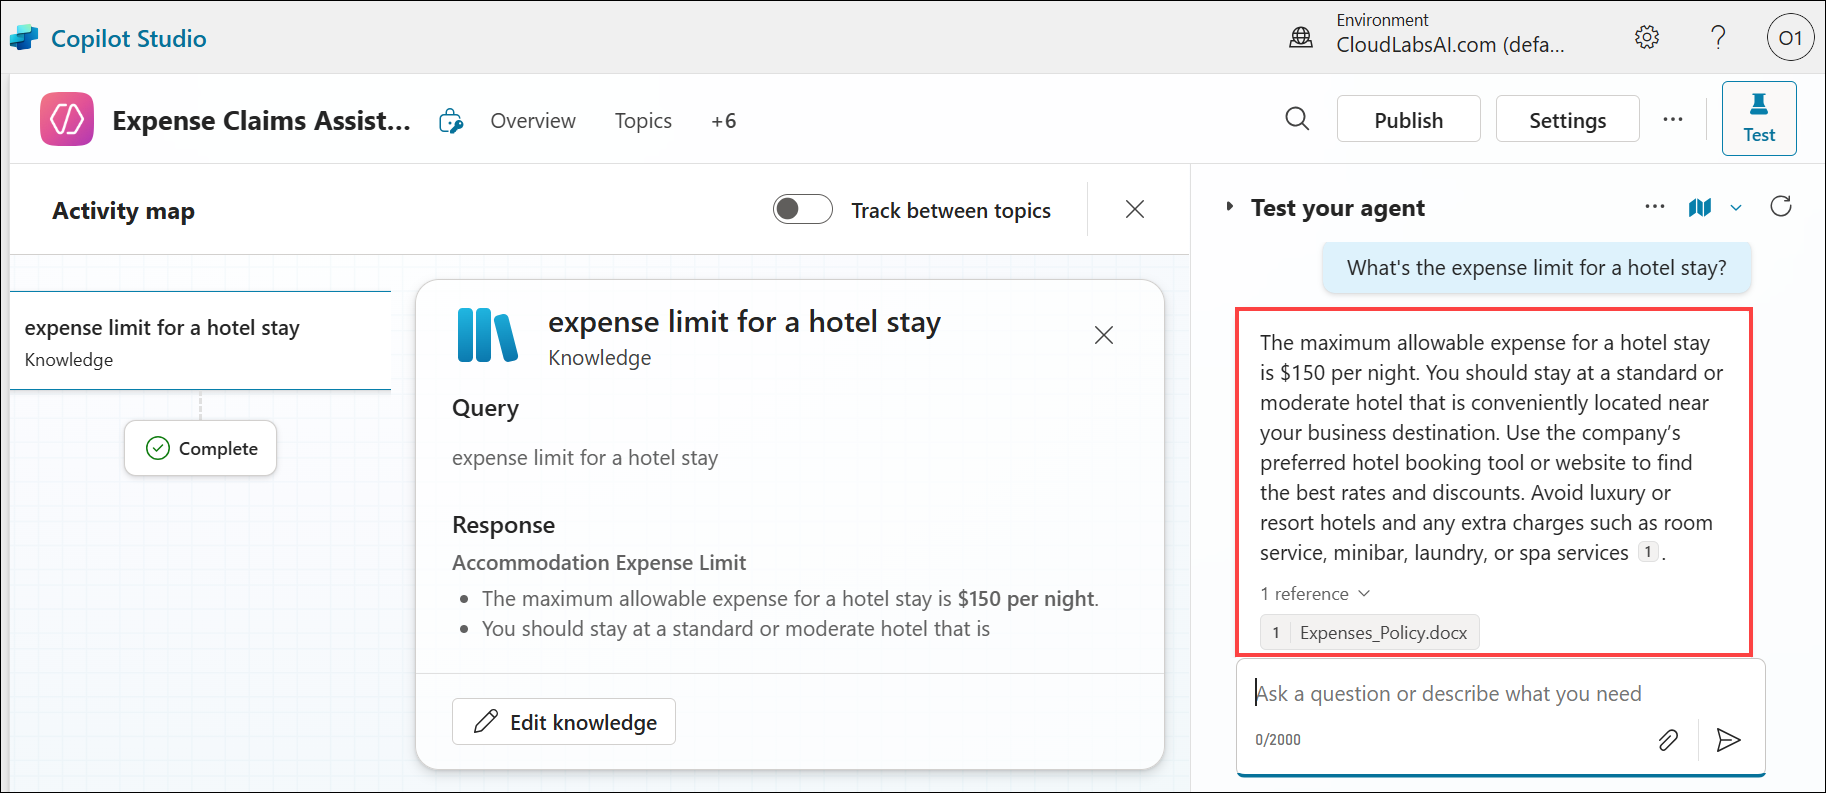 Copilot Studio
Environment
CloudLabsAI.com (defa...
?
O1
Expense Claims Assist...
Overview
Topics
+6
Publish
Settings
...
Test
Activity map
Track between topics
expense limit for a hotel stay
Knowledge
Complete
expense limit for a hotel stay
Knowledge
Query
expense limit for a hotel stay
Response
Accommodation Expense Limit
• The maximum allowable expense for a hotel stay is $150 per night.
• You should stay at a standard or moderate hotel that is
Edit knowledge
Test your agent
...
What's the expense limit for a hotel stay?
The maximum allowable expense for a hotel stay
is $150 per night. You should stay at a standard or
moderate hotel that is conveniently located near
your business destination. Use the company’s
preferred hotel booking tool or website to find
the best rates and discounts. Avoid luxury or
resort hotels and any extra charges such as room
service, minibar, laundry, or spa services 1 .
1 reference
1 Expenses_Policy.docx
Ask a question or describe what you need
0/2000